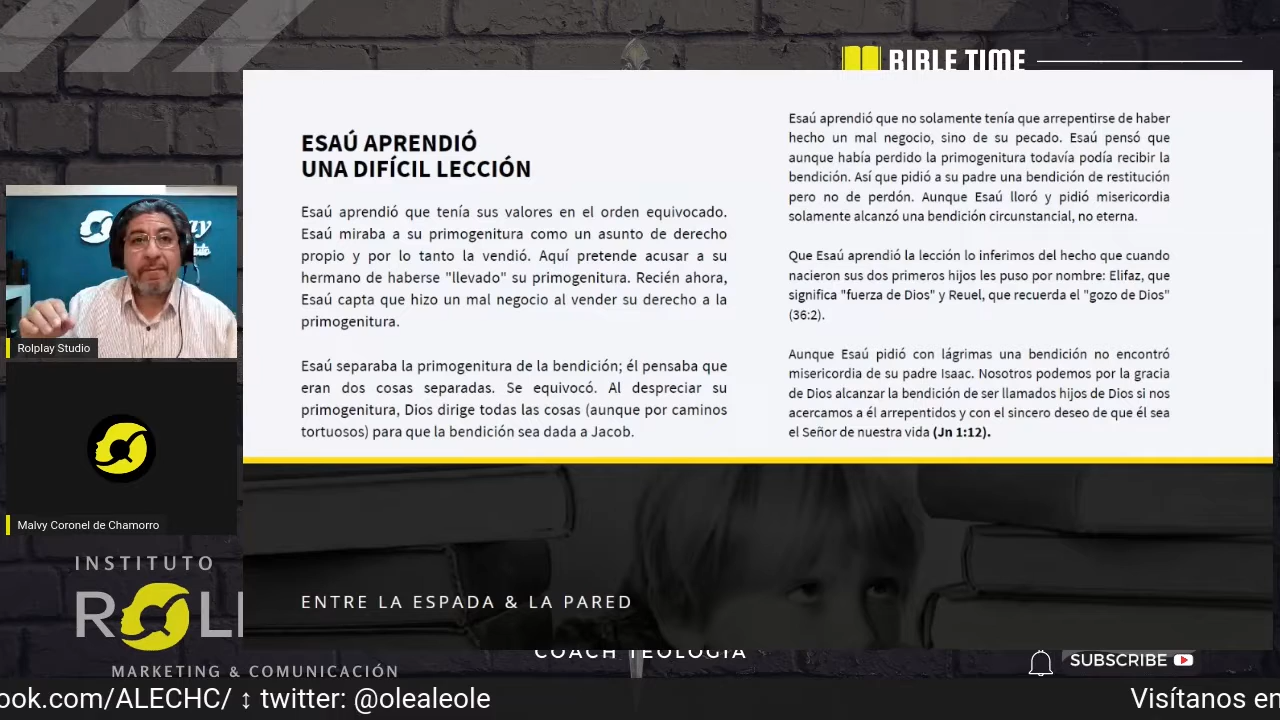 BIBLE TIME
ESAÚ APRENDIÓ
UNA DIFÍCIL LECCIÓN
Esaú aprendió que tenía sus valores en el orden equivocado.
Esaú miraba a su primogenitura como un asunto de derecho
propio y por lo tanto la vendió. Aquí pretende acusar a su
hermano de haberse "llevado" su primogenitura. Recién ahora,
Esaú capta que hizo un mal negocio al vender su derecho a la
primogenitura.
Esaú separaba la primogenitura de la bendición; él pensaba que
eran dos cosas separadas. Se equivocó. Al despreciar su
primogenitura, Dios dirige todas las cosas (aunque por caminos
tortuosos) para que la bendición sea dada a Jacob.
Esaú aprendió que no solamente tenía que arrepentirse de haber
hecho un mal negocio, sino de su pecado. Esaú pensó que
aunque había perdido la primogenitura todavía podía recibir la
bendición. Así que pidió a su padre una bendición de restitución
pero no de perdón. Aunque Esaú lloró y pidió misericordia
solamente alcanzó una bendición circunstancial, no eterna.
Que Esaú aprendió la lección lo inferimos del hecho que cuando
nacieron sus dos primeros hijos les puso por nombre: Elifaz, que
significa "fuerza de Dios" y Reuel, que recuerda el "gozo de Dios"
(36:2).
Aunque Esaú pidió con lágrimas una bendición no encontró
misericordia de su padre Isaac. Nosotros podemos por la gracia
de Dios alcanzar la bendición de ser llamados hijos de Dios si nos
acercamos a él arrepentidos y con el sincero deseo de que él sea
el Señor de nuestra vida (Jn 1:12).
Rolplay Studio
Malvy Coronel de Chamorro
ENTRE LA ESPADA & LA PARED
INSTITUTO
ROL
MARKETING & COMUNICACIÓN
COACH TEOLOGÍA
SUBSCRIBE
ook.com/ALECHC/ ↕ twitter: @olealeole
Visítanos en